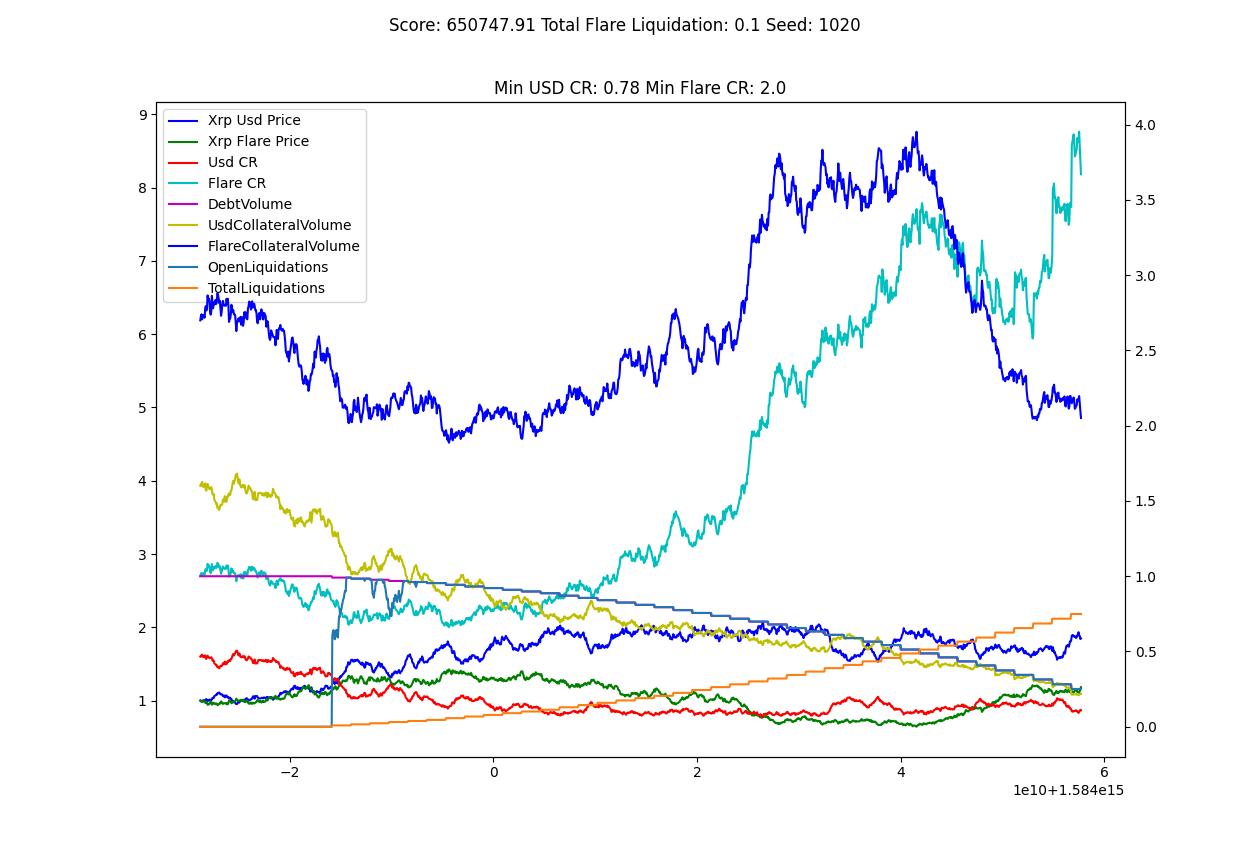 Score: 650747.91 Total Flare Liquidation: 0.1 Seed: 1020
Min USD CR: 0.78 Min Flare CR: 2.0
Xrp Usd Price
Xrp Flare Price
Usd CR
Flare CR
DebtVolume
UsdCollateralVolume
FlareCollateralVolume
OpenLiquidations
TotalLiquidations
9
8
7
6
5
4
3
2
1
4.0
3.5
3.0
2.5
2.0
1.5
1.0
0.5
0.0
−2 0 2 4 6
1e10+1.584e15